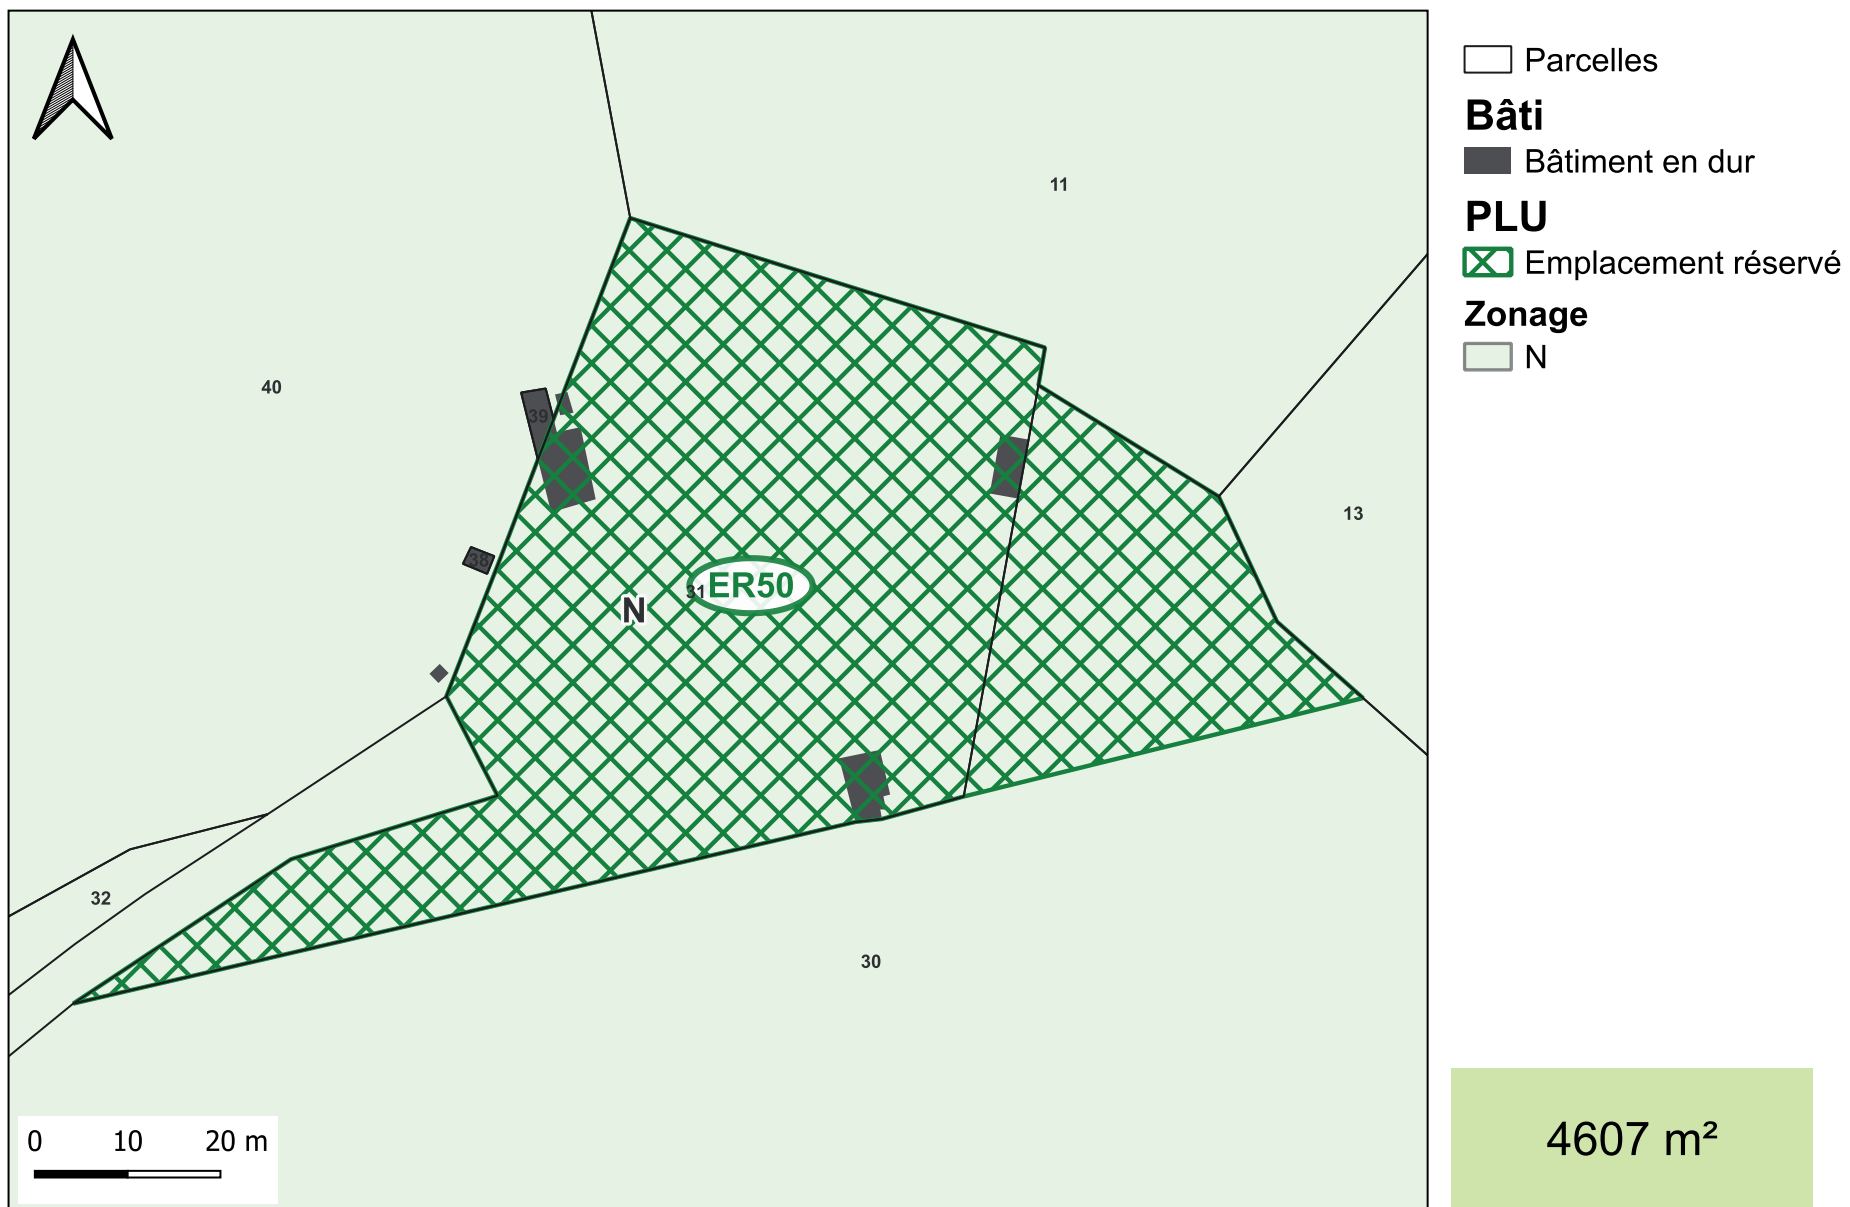 Parcelles
Bâti
Bâtiment en dur
PLU
Emplacement réservé
Zonage
N
11
40
39
13
38
31
ER50
N
32
30
0 10 20 m
4607 m²